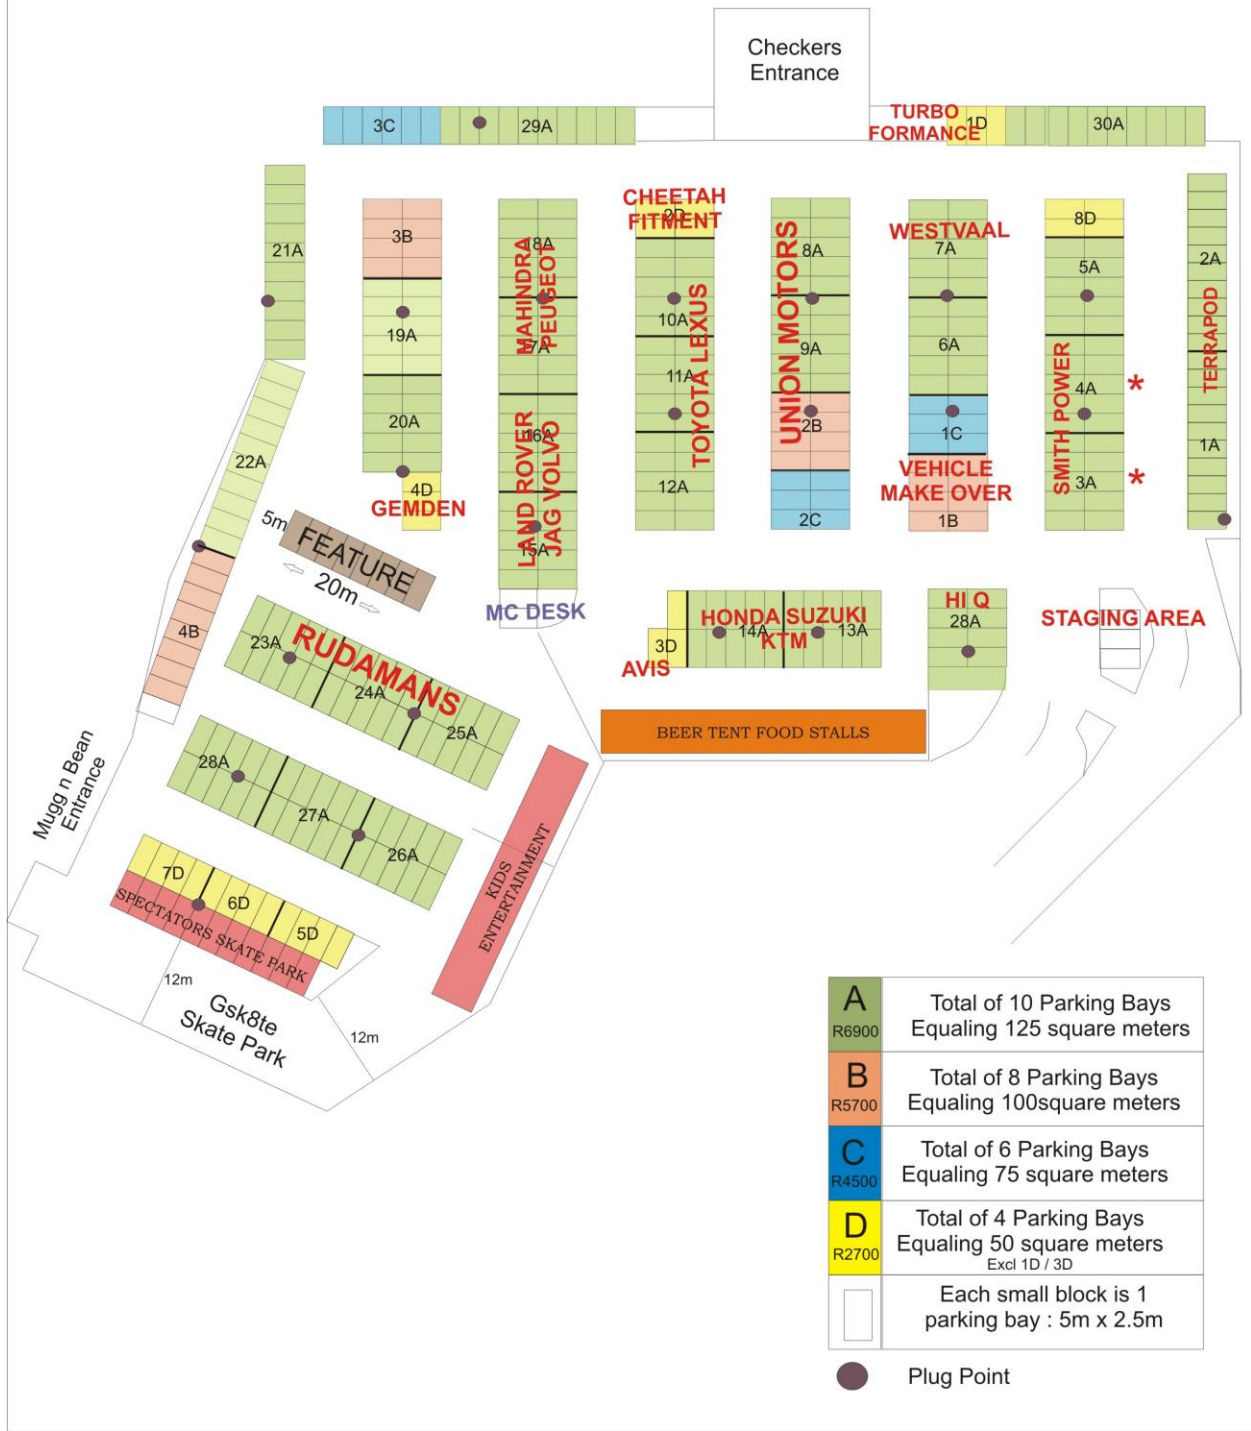 Checkers
Entrance
3C
29A
TURBO
FORMANCE
1D
30A
21A
3B
19A
20A
4D
GEMDEN
18A
MAHINDRA
PEUGEOT
17A
16A
LAND ROVER
JAG VOLVO
15A
MC DESK
CHEETAH
FITMENT
2D
10A
11A
TOYOTA LEXUS
12A
8A
UNION MOTORS
9A
2B
2C
WESTVAAL
7A
6A
1C
VEHICLE
MAKE OVER
1B
8D
5A
SMITH POWER
4A
*
3A
*
2A
TERRAPOD
1A
22A
4B
5m
FEATURE
20m
23A
RUDAMANS
24A
25A
3D
AVIS
HONDA SUZUKI
KTM
14A
13A
HI Q
28A
STAGING AREA
BEER TENT FOOD STALLS
Mugg n Bean
Entrance
28A
27A
26A
7D
6D
5D
SPECTATORS SKATE PARK
KIDS
ENTERTAINMENT
12m
Gsk8te
Skate Park
12m
A
R6900
Total of 10 Parking Bays
Equaling 125 square meters
B
R5700
Total of 8 Parking Bays
Equaling 100square meters
C
R4500
Total of 6 Parking Bays
Equaling 75 square meters
D
R2700
Total of 4 Parking Bays
Equaling 50 square meters
Excl 1D / 3D
Each small block is 1
parking bay : 5m x 2.5m
Plug Point